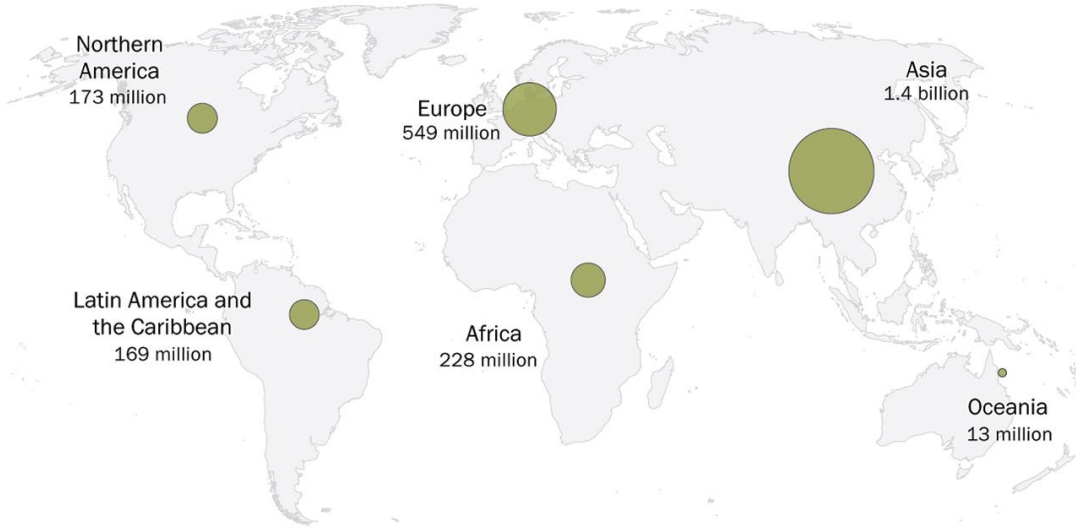 Northern
America
173 million
Europe
549 million
Asia
1.4 billion
Latin America and
the Caribbean
169 million
Africa
228 million
Oceania
13 million